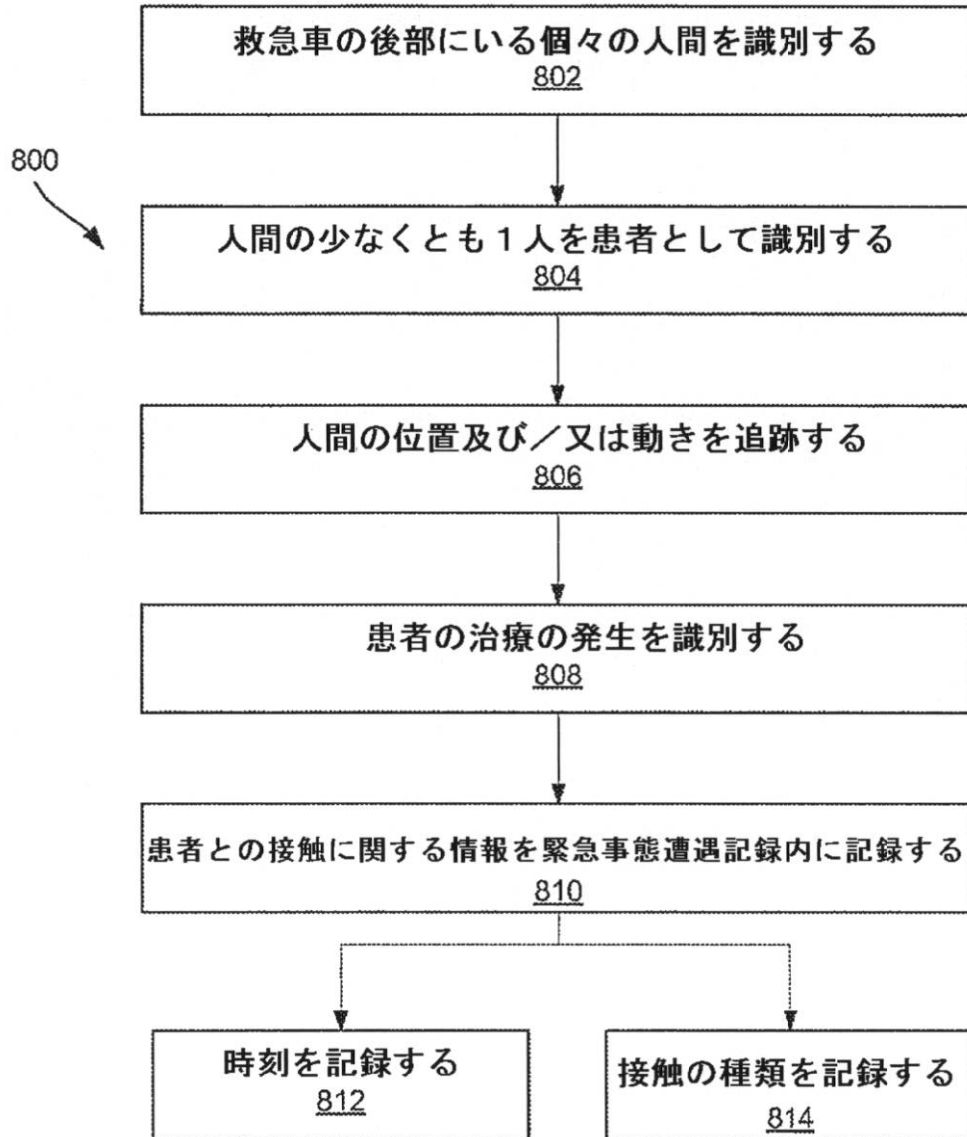 救急車の後部にいる個々の人間を識別する
802
800
人間の少なくとも1人を患者として識別する
804
人間の位置及び/又は動きを追跡する
806
患者の治療の発生を識別する
808
患者との接触に関する情報を緊急事態遭遇記録内に記録する
810
時刻を記録する
812
接触の種類を記録する
814